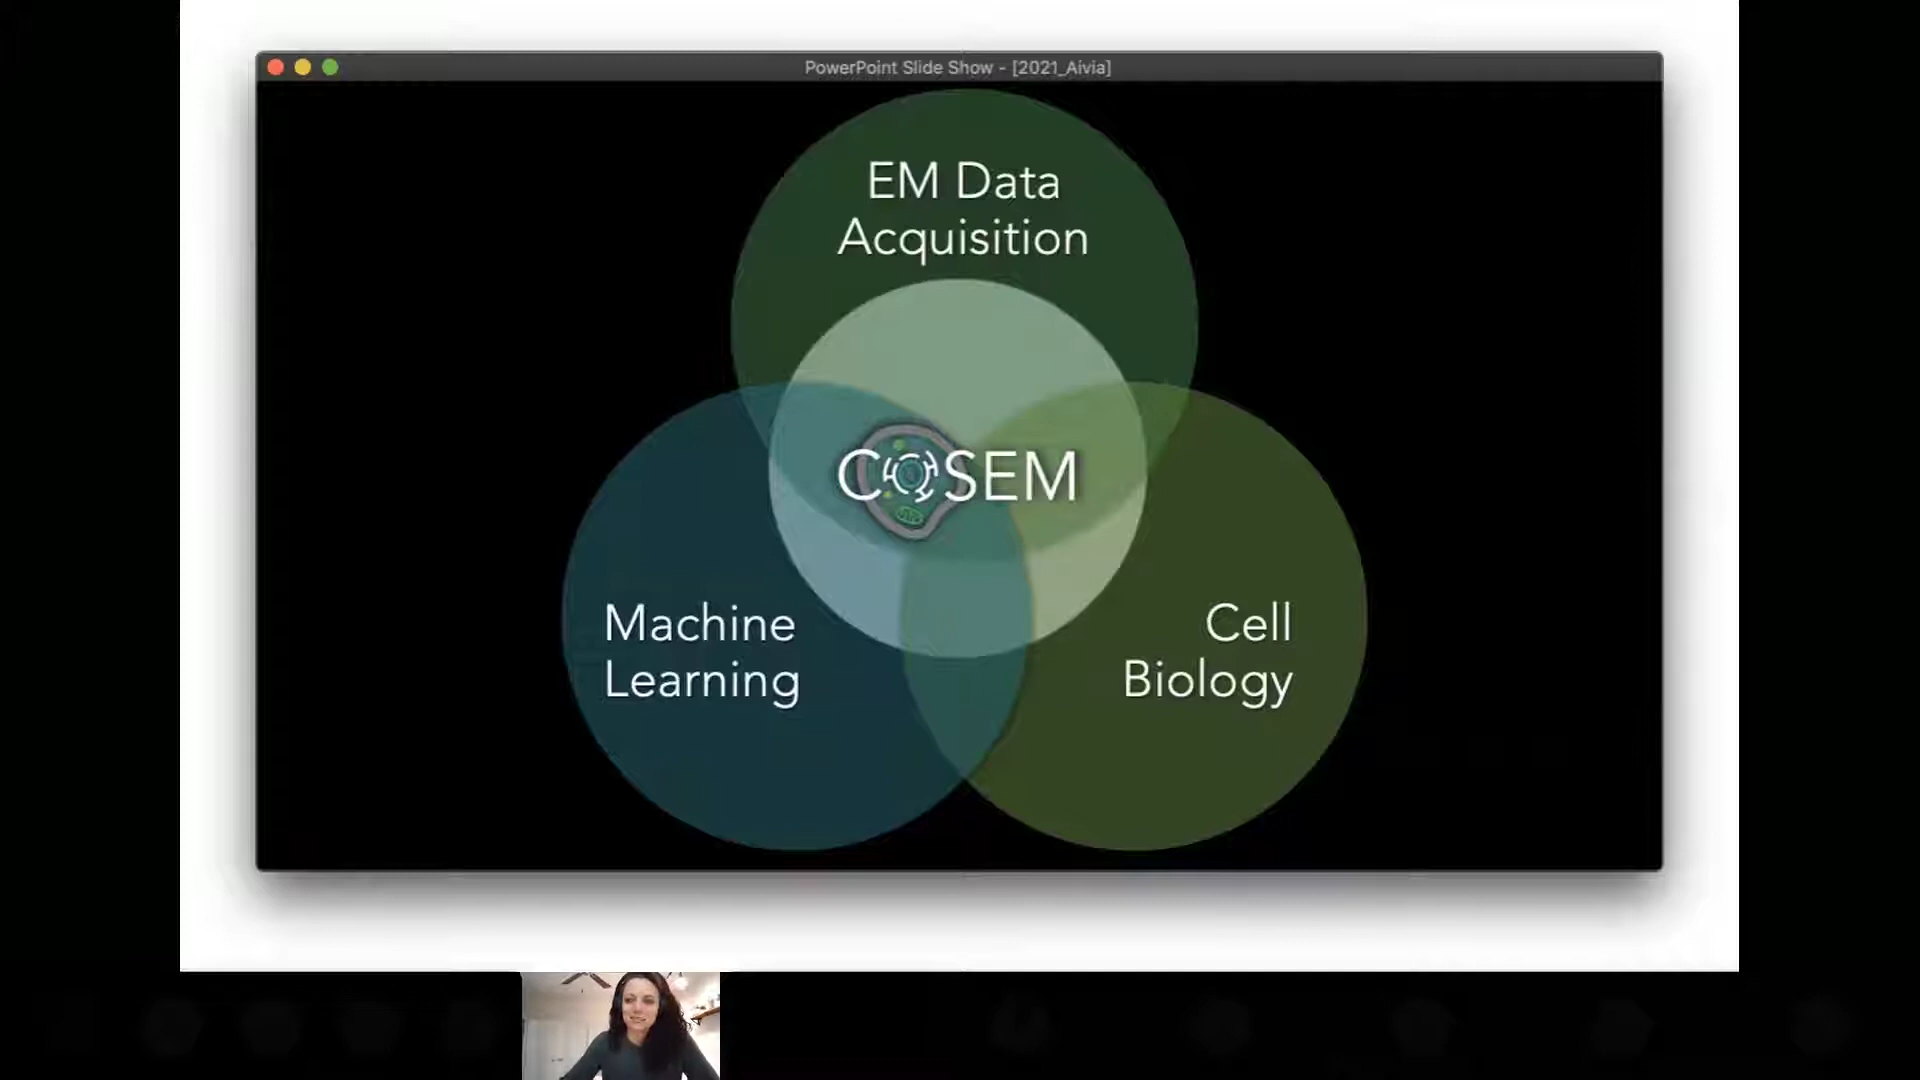 PowerPoint Slide Show - [2021_Aivia]
EM Data
Acquisition
COSEM
Machine
Learning
Cell
Biology